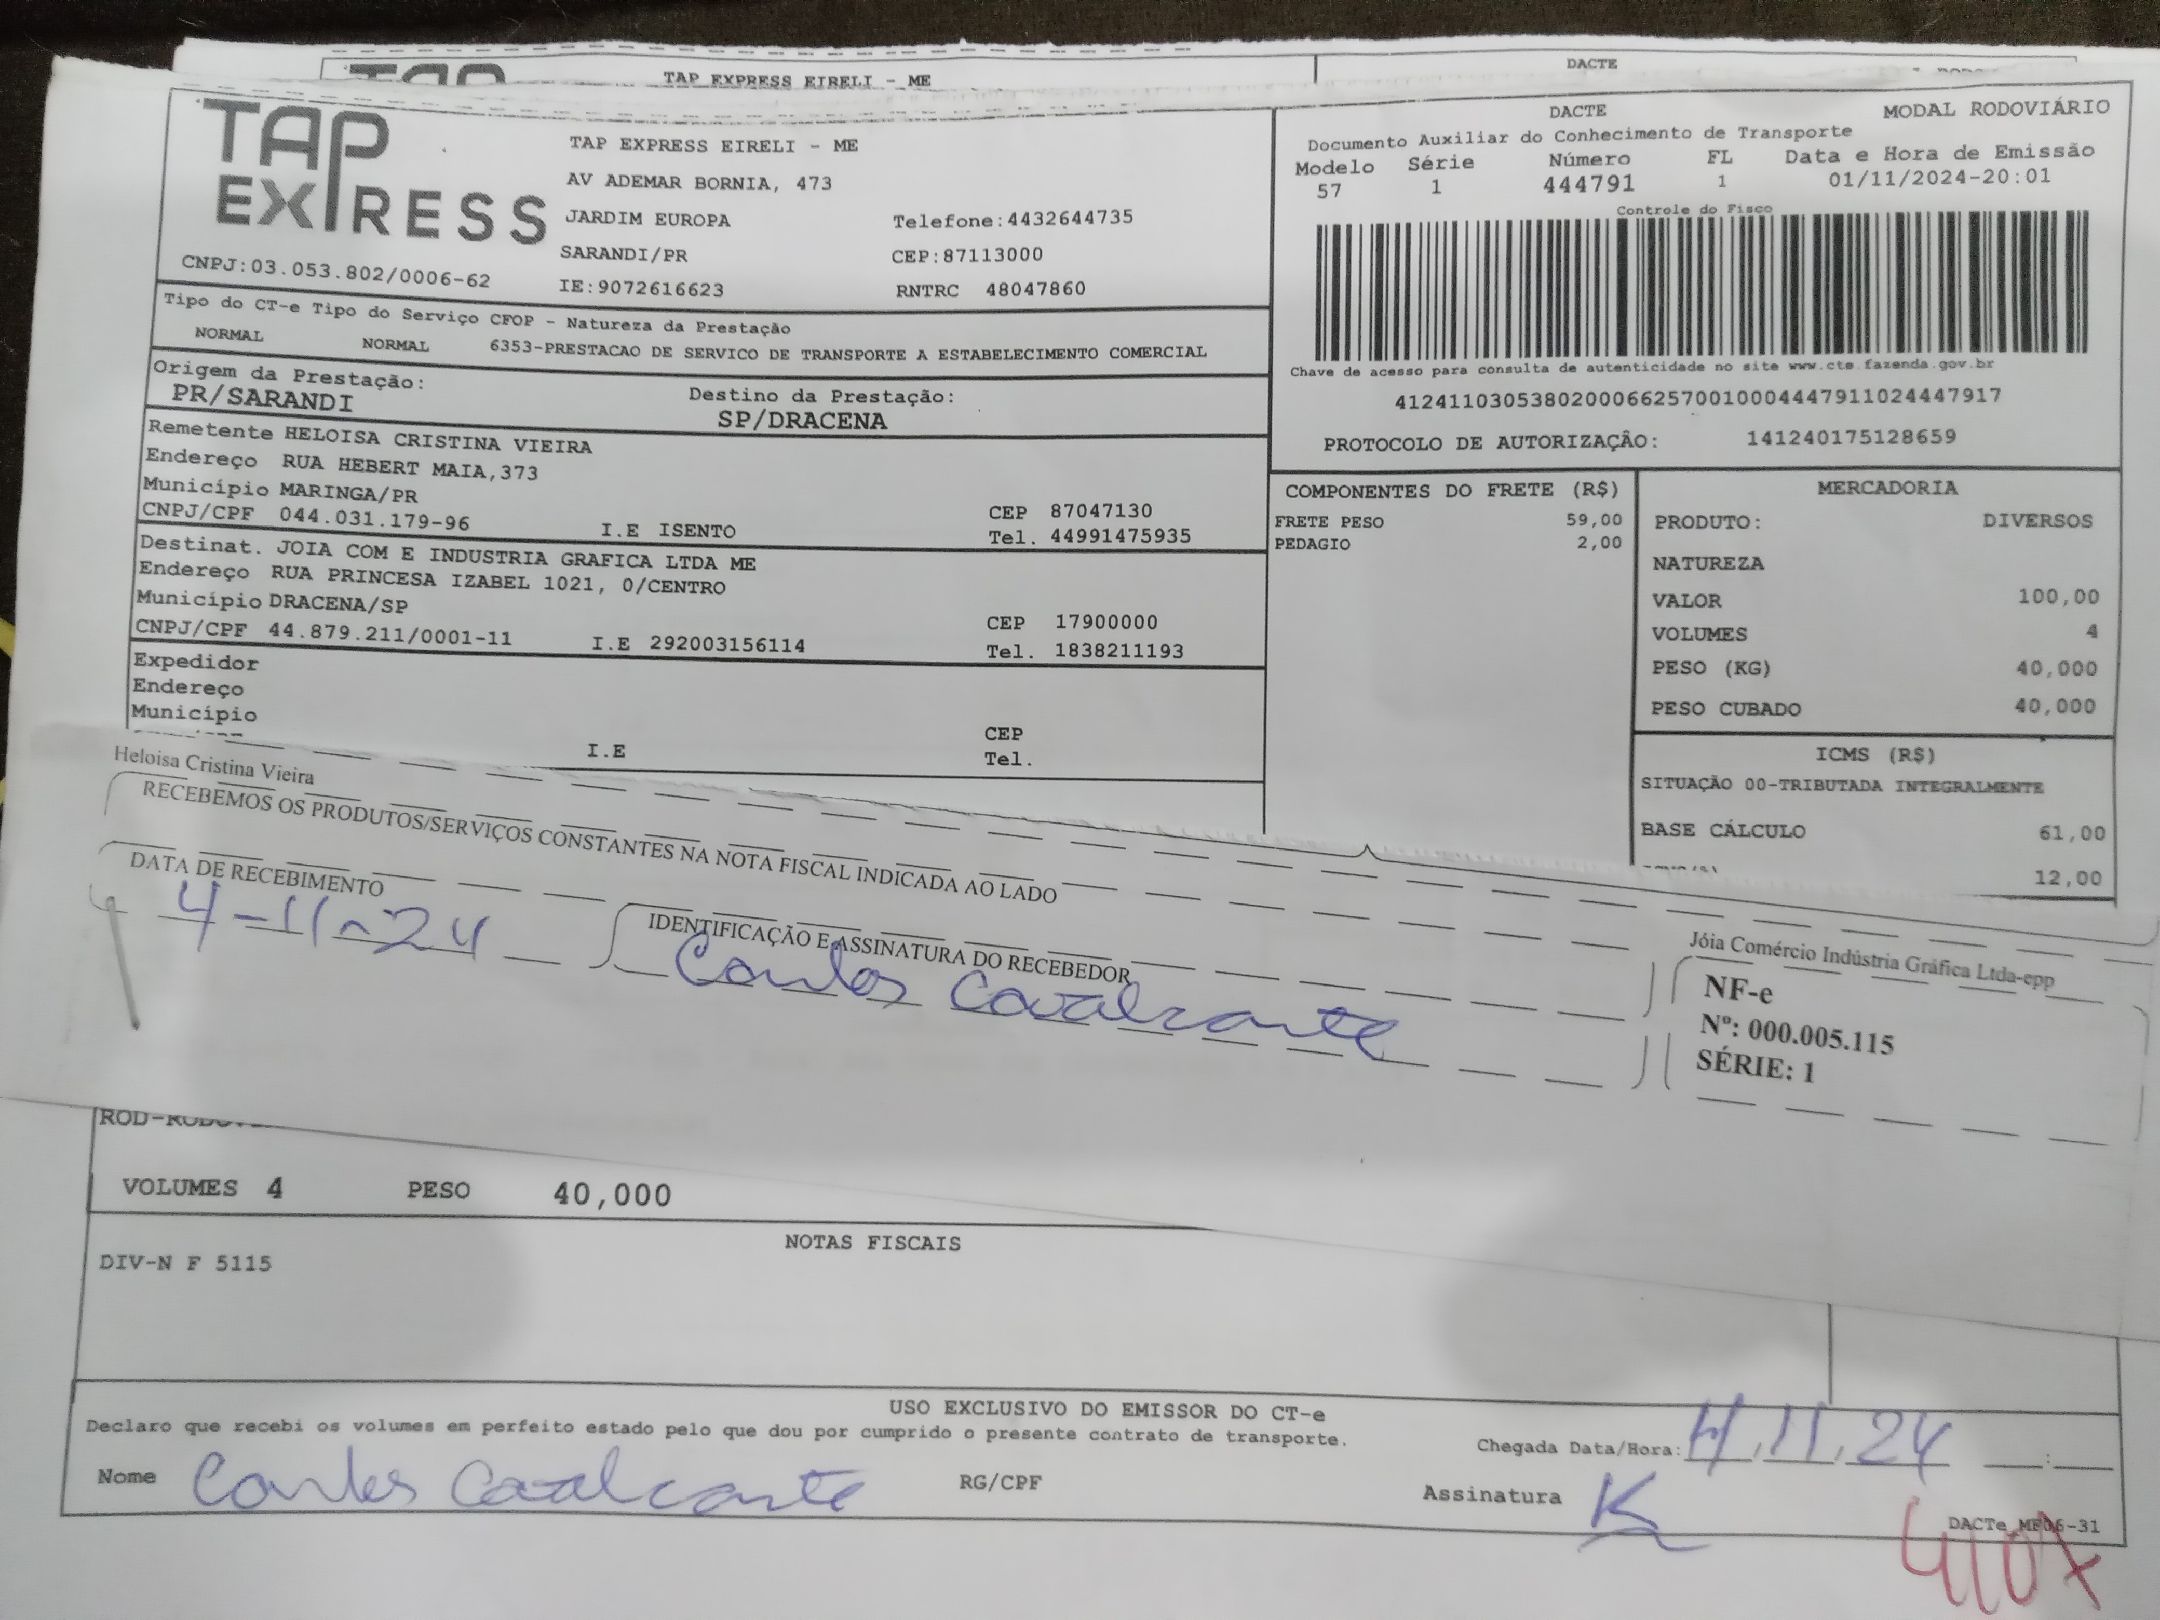 TAP EXPRESS EIRELI - ME
DACTE
TAP EXPRESS
CNPJ:03.053.802/0006-62
TAP EXPRESS EIRELI - ME
AV ADEMAR BORNIA, 473
JARDIM EUROPA
Telefone:4432644735
SARANDI/PR
CEP:87113000
IE:9072616623
RNTRC 48047860
DACTE
MODAL RODOVIÁRIO
Documento Auxiliar do Conhecimento de Transporte
Modelo Série Número FL Data e Hora de Emissão
57 1 444791 1 01/11/2024-20:01
Controle do Fisco
Chave de acesso para consulta de autenticidade no site www.cte.fazenda.gov.br
41241103053802000662570010004447911024447917
PROTOCOLO DE AUTORIZAÇÃO: 141240175128659
Tipo do CT-e Tipo do Serviço CFOP - Natureza da Prestação
NORMAL NORMAL 6353-PRESTACAO DE SERVICO DE TRANSPORTE A ESTABELECIMENTO COMERCIAL
Origem da Prestação: Destino da Prestação:
PR/SARANDI SP/DRACENA
Remetente HELOISA CRISTINA VIEIRA
Endereço RUA HEBERT MAIA,373
Município MARINGA/PR CEP 87047130
CNPJ/CPF 044.031.179-96 I.E ISENTO Tel. 44991475935
Destinat. JOIA COM E INDUSTRIA GRAFICA LTDA ME
Endereço RUA PRINCESA IZABEL 1021, 0/CENTRO
Município DRACENA/SP CEP 17900000
CNPJ/CPF 44.879.211/0001-11 I.E 292003156114 Tel. 1838211193
Expedidor
Endereço
Município CEP
I.E Tel.
COMPONENTES DO FRETE (R$)
FRETE PESO 59,00
PEDAGIO 2,00
MERCADORIA
PRODUTO: DIVERSOS
NATUREZA
VALOR 100,00
VOLUMES 4
PESO (KG) 40,000
PESO CUBADO 40,000
ICMS (R$)
SITUAÇÃO 00-TRIBUTADA INTEGRALMENTE
BASE CÁLCULO 61,00
12,00
Heloisa Cristina Vieira
RECEBEMOS OS PRODUTOS/SERVIÇOS CONSTANTES NA NOTA FISCAL INDICADA AO LADO
DATA DE RECEBIMENTO
4-11-24
IDENTIFICAÇÃO E ASSINATURA DO RECEBEDOR
Carlos Cavalcante
Jóia Comércio Indústria Gráfica Ltda-epp
NF-e
Nº: 000.005.115
SÉRIE: 1
VOLUMES 4 PESO 40,000
NOTAS FISCAIS
DIV-N F 5115
USO EXCLUSIVO DO EMISSOR DO CT-e
Declaro que recebi os volumes em perfeito estado pelo que dou por cumprido o presente contrato de transporte.
Chegada Data/Hora: 4,11,24 :
Nome Carlos Cavalcante RG/CPF Assinatura
DACTe_MF06-31